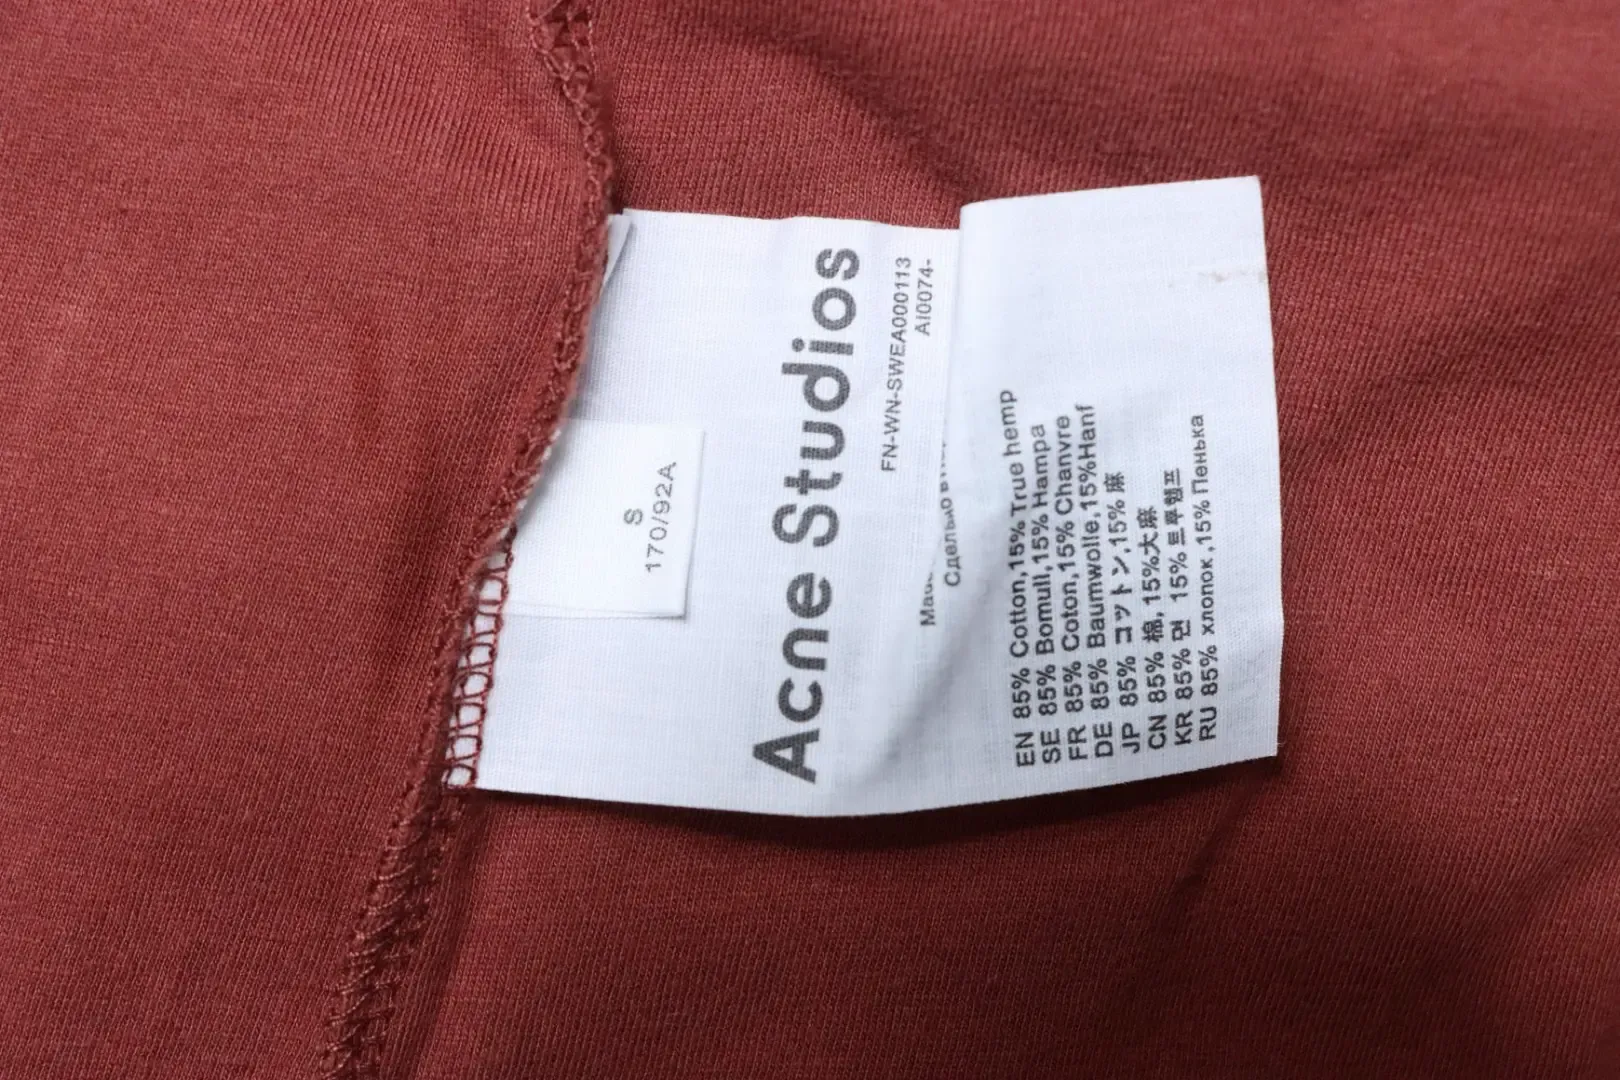 S
170/92A
Acne Studios
FN-WN-SWEA000113
AI0074-
EN 85% Cotton,15% True hemp
SE 85% Bomull,15% Hampa
FR 85% Coton,15% Chanvre
DE 85% Baumwolle,15%Hanf
JP 85% コットン,15% 麻
CN 85% 棉, 15%大麻
KR 85% 면 15% 트루헴프
RU 85% хлопок ,15% Пенька